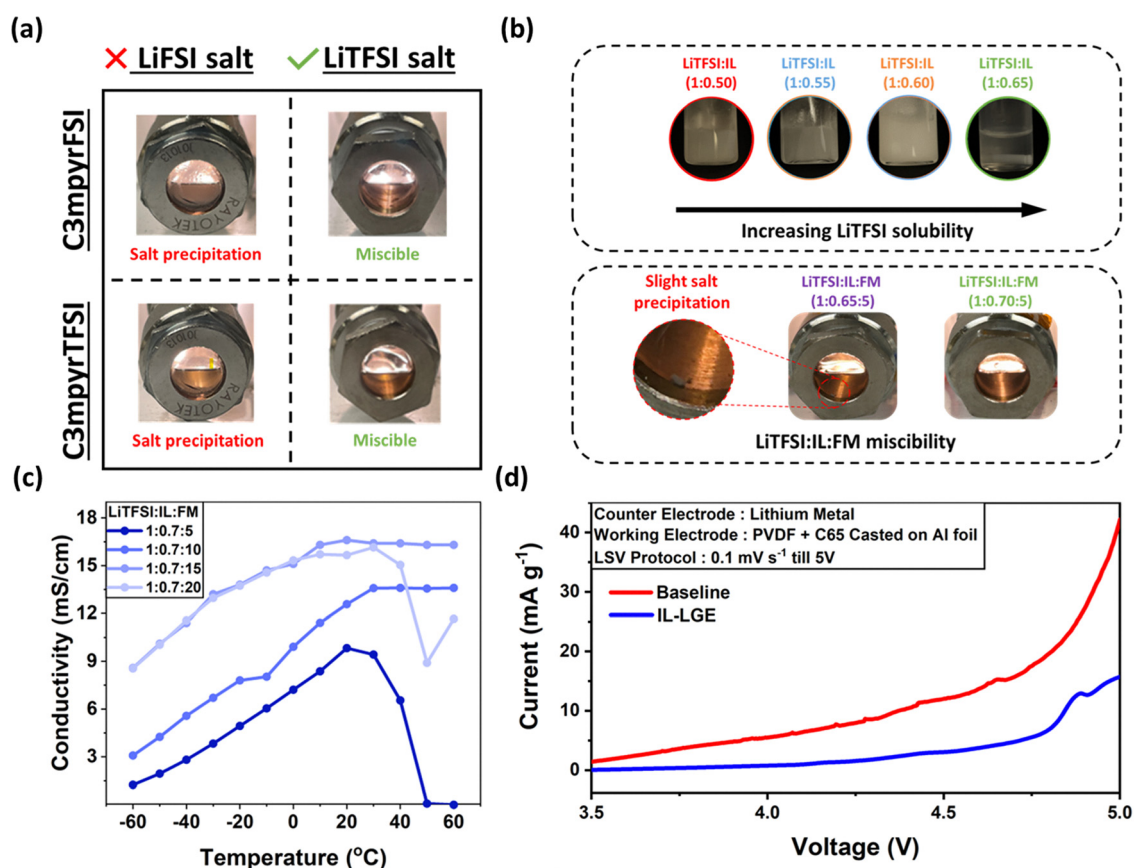 (a)
LiFSI salt
LiTFSI salt
C3mpyrFSI
J01013
RAYOTEK
Salt precipitation
Miscible
C3mpyrTFSI
J01013
RAYOTEK
Salt precipitation
Miscible
(b)
LiTFSI:IL
(1:0.50)
LiTFSI:IL
(1:0.55)
LiTFSI:IL
(1:0.60)
LiTFSI:IL
(1:0.65)
Increasing LiTFSI solubility
Slight salt
precipitation
LiTFSI:IL:FM
(1:0.65:5)
LiTFSI:IL:FM
(1:0.70:5)
LiTFSI:IL:FM miscibility
(c)
LiTFSI:IL:FM
1:0.7:5
1:0.7:10
1:0.7:15
1:0.7:20
18
15
12
9
6
3
Conductivity (mS/cm)
-60 -40 -20 0 20 40 60
Temperature (°C)
(d)
Counter Electrode : Lithium Metal
Working Electrode : PVDF + C65 Casted on Al foil
LSV Protocol : 0.1 mV s⁻¹ till 5V
Baseline
IL-LGE
40
30
20
10
0
Current (mA g⁻¹)
3.5 4.0 4.5 5.0
Voltage (V)